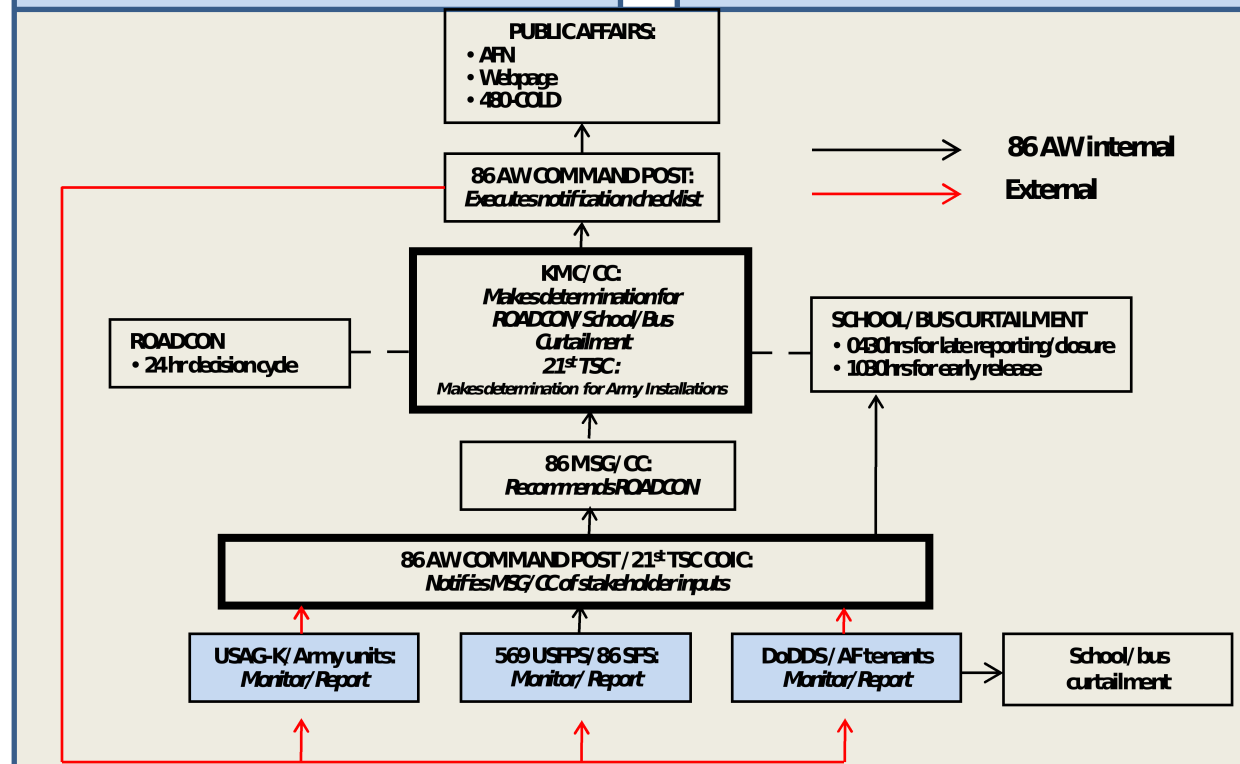 PUBLIC AFFAIRS:
• AFN
• Webpage
• 480-COLD
86 AW COMMAND POST:
Executes notification checklist
86 AW internal
External
KMC/CC:
Makes determination for
ROADCON/School/Bus
Curtailment
21st TSC:
Makes determination for Army Installations
ROADCON
• 24 hr decision cycle
SCHOOL/BUS CURTAILMENT
• 0430hrs for late reporting/closure
• 1030hrs for early release
86 MSG/CC:
Recommends ROADCON
86 AW COMMAND POST / 21st TSC COIC:
Notifies MSG/CC of stakeholder inputs
USAG-K/Army units:
Monitor/Report
569 USFPS/86 SFS:
Monitor/Report
DoDDS/AF tenants
Monitor/Report
School/bus
curtailment